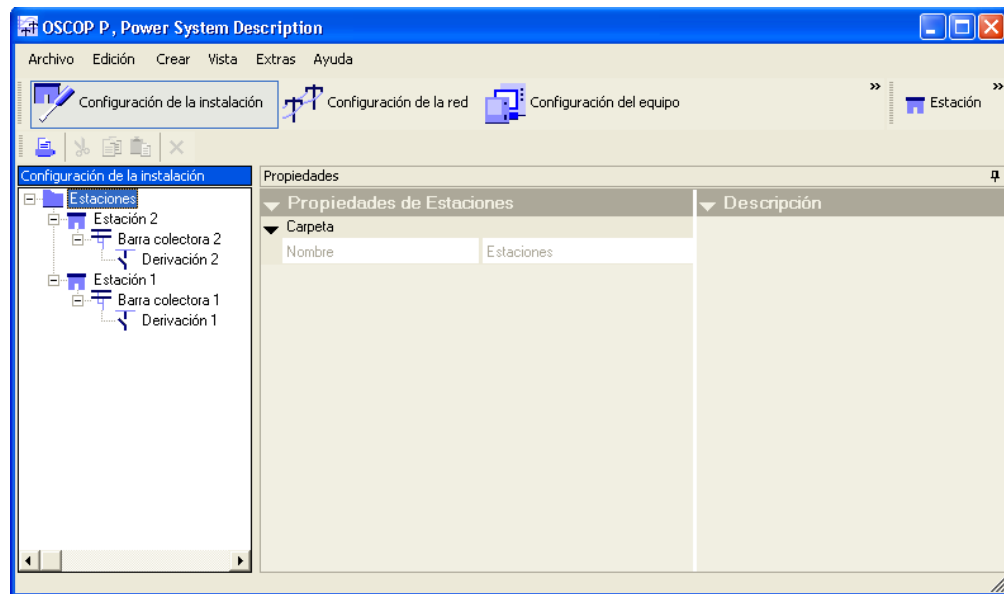 OSCOP P, Power System Description
Archivo Edición Crear Vista Extras Ayuda
Configuración de la instalación Configuración de la red Configuración del equipo » Estación »
Configuración de la instalación Propiedades
Estaciones Propiedades de Estaciones Descripción
Estación 2 Carpeta
Barra colectora 2 Nombre Estaciones
Derivación 2
Estación 1
Barra colectora 1
Derivación 1